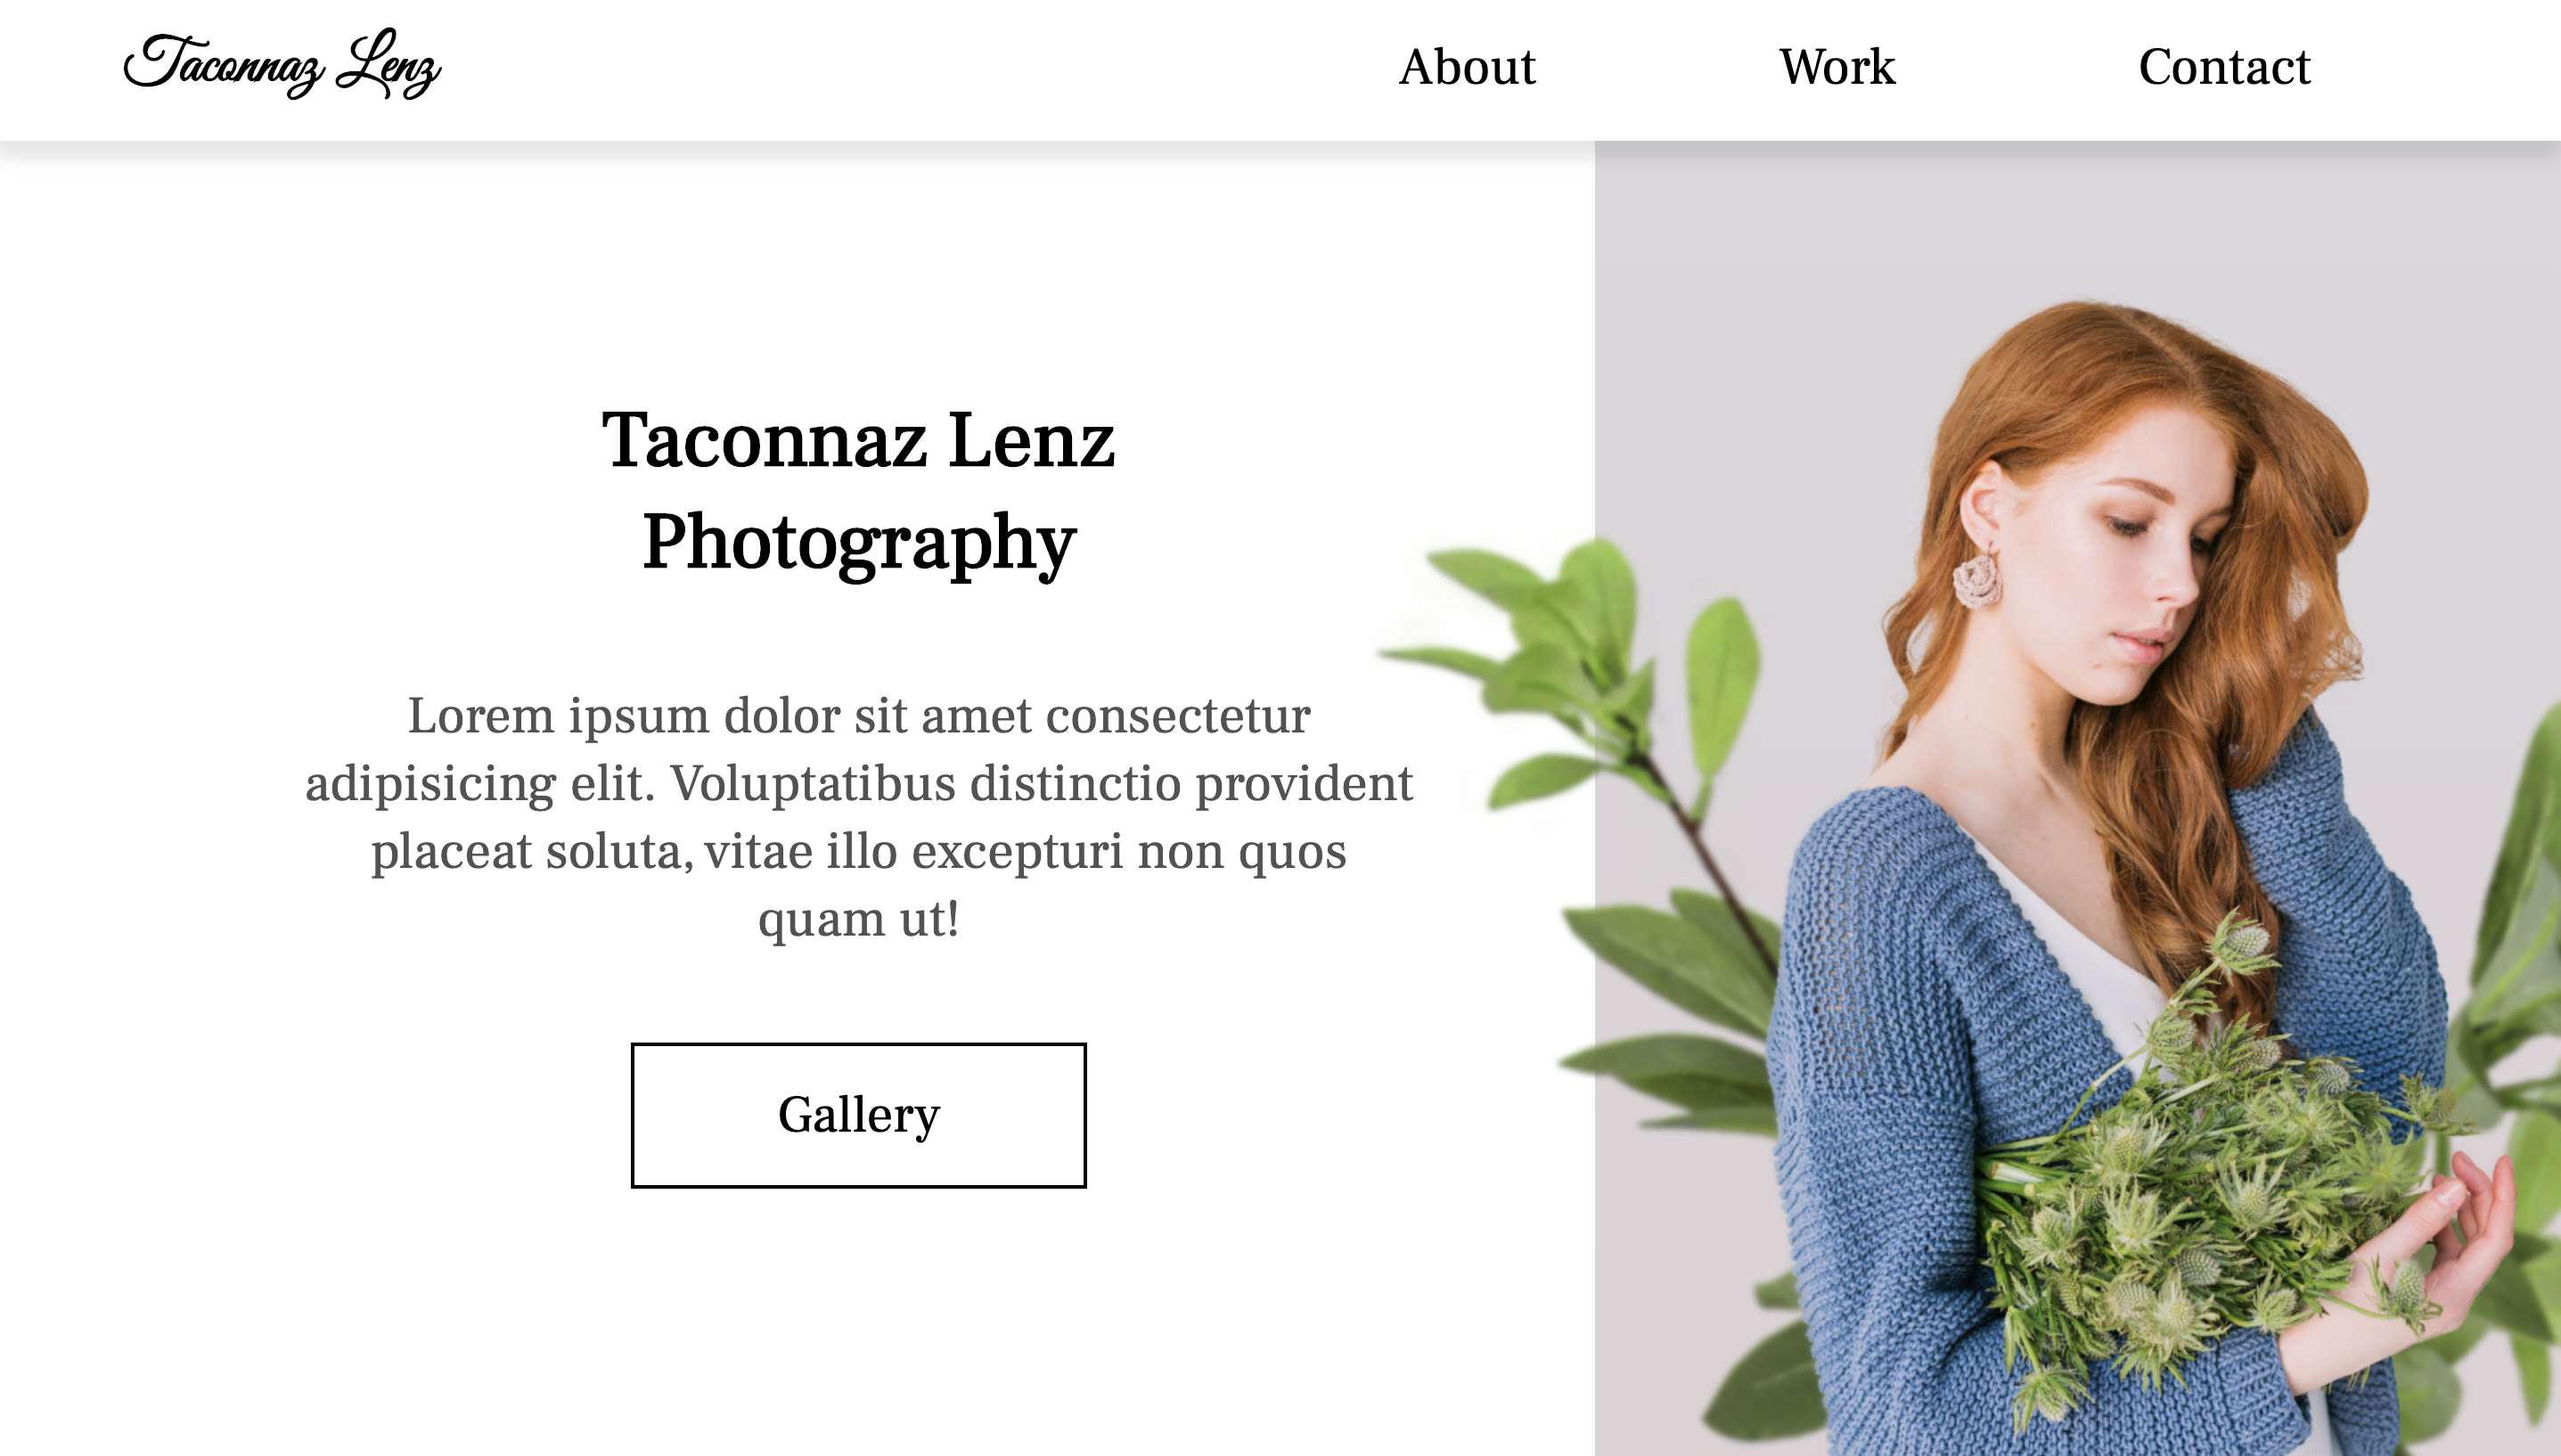 Taconnaz Lenz
About
Work
Contact
Taconnaz Lenz
Photography
Lorem ipsum dolor sit amet consectetur
adipisicing elit. Voluptatibus distinctio provident
placeat soluta, vitae illo excepturi non quos
quam ut!
Gallery